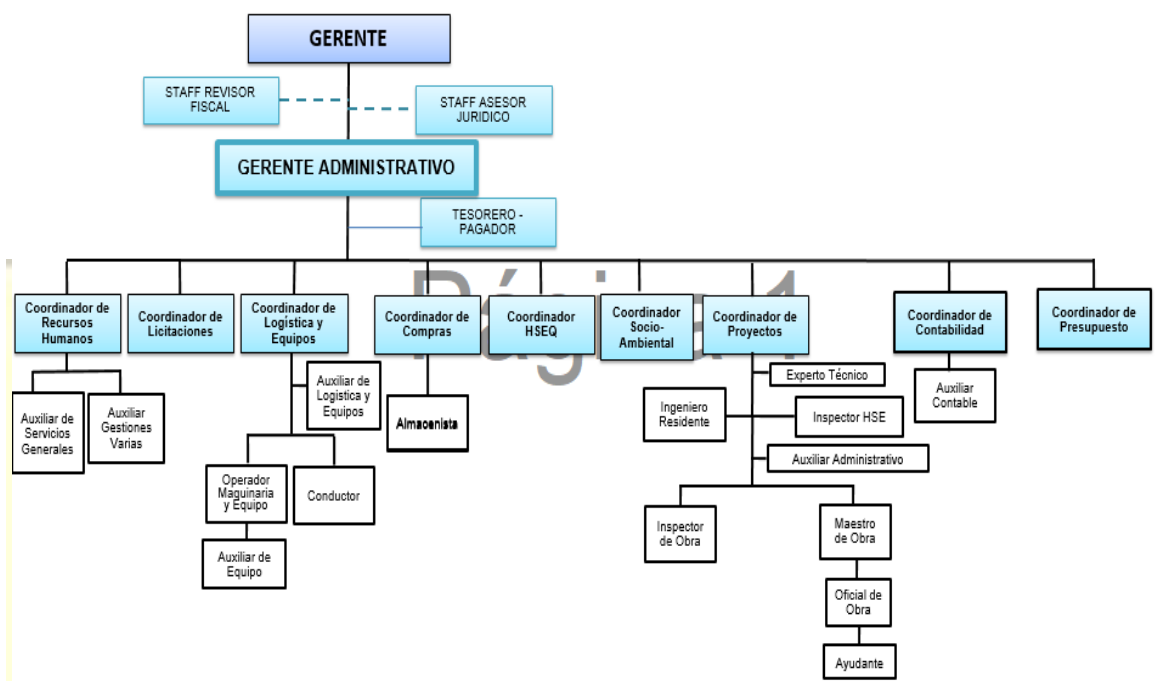 GERENTE
STAFF REVISOR
FISCAL
STAFF ASESOR
JURIDICO
GERENTE ADMINISTRATIVO
TESORERO -
PAGADOR
Página 1
Coordinador de
Recursos
Humanos
Coordinador de
Licitaciones
Coordinador de
Logística y
Equipos
Coordinador de
Compras
Coordinador
HSEQ
Coordinador
Socio-
Ambiental
Coordinador de
Proyectos
Coordinador de
Contabilidad
Coordinador de
Presupuesto
Auxiliar de
Servicios
Generales
Auxiliar
Gestiones
Varias
Auxiliar de
Logistica y
Equipos
Operador
Maquinaria
y Equipo
Conductor
Auxiliar de
Equipo
Almacenista
Experto Técnico
Ingeniero
Residente
Inspector HSE
Auxiliar Administrativo
Inspector
de Obra
Maestro
de Obra
Oficial de
Obra
Ayudante
Auxiliar
Contable